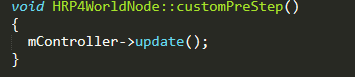 void HRP4WorldNode::customPreStep()
{
  mController->update();
}